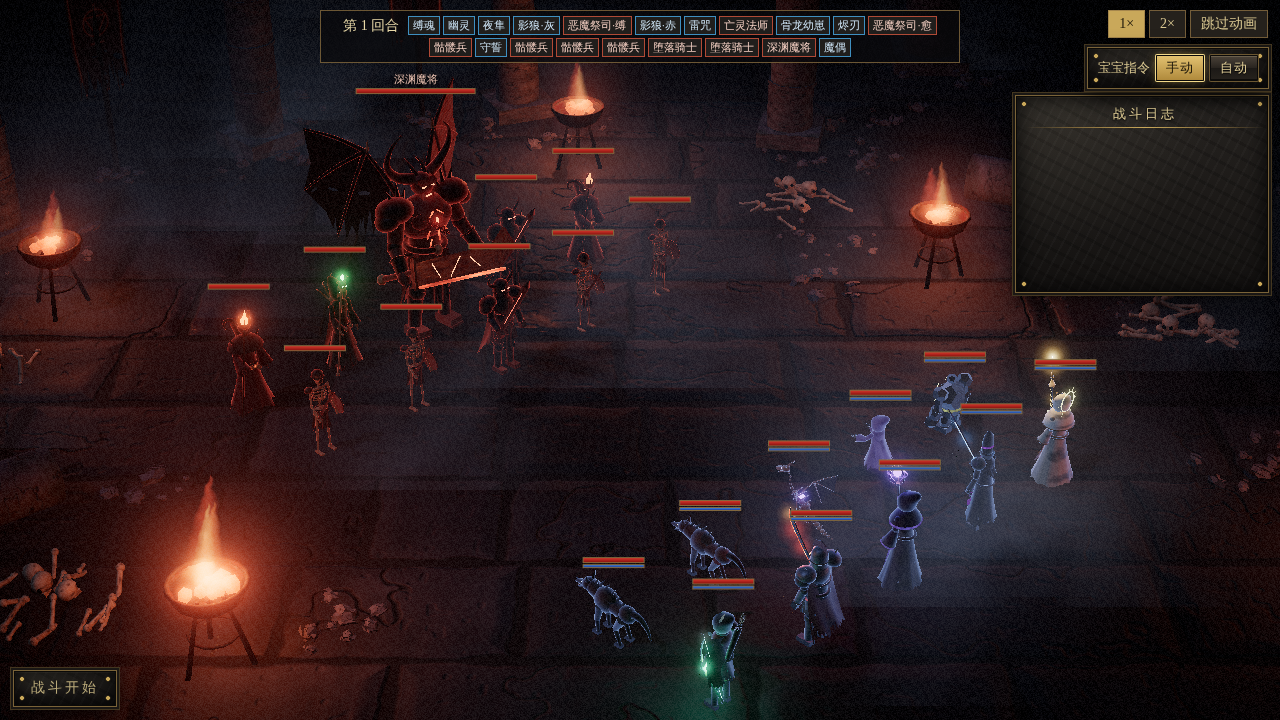 第 1 回合 缚魂 幽灵 夜隼 影狼·灰 恶魔祭司·缚 影狼·赤 雷咒 亡灵法师 骨龙幼崽 烬刃 恶魔祭司·愈
骷髅兵 守誓 骷髅兵 骷髅兵 骷髅兵 堕落骑士 堕落骑士 深渊魔将 魔偶
1× 2× 跳过动画
宝宝指令 手动 自动
战斗日志
深渊魔将
战斗开始